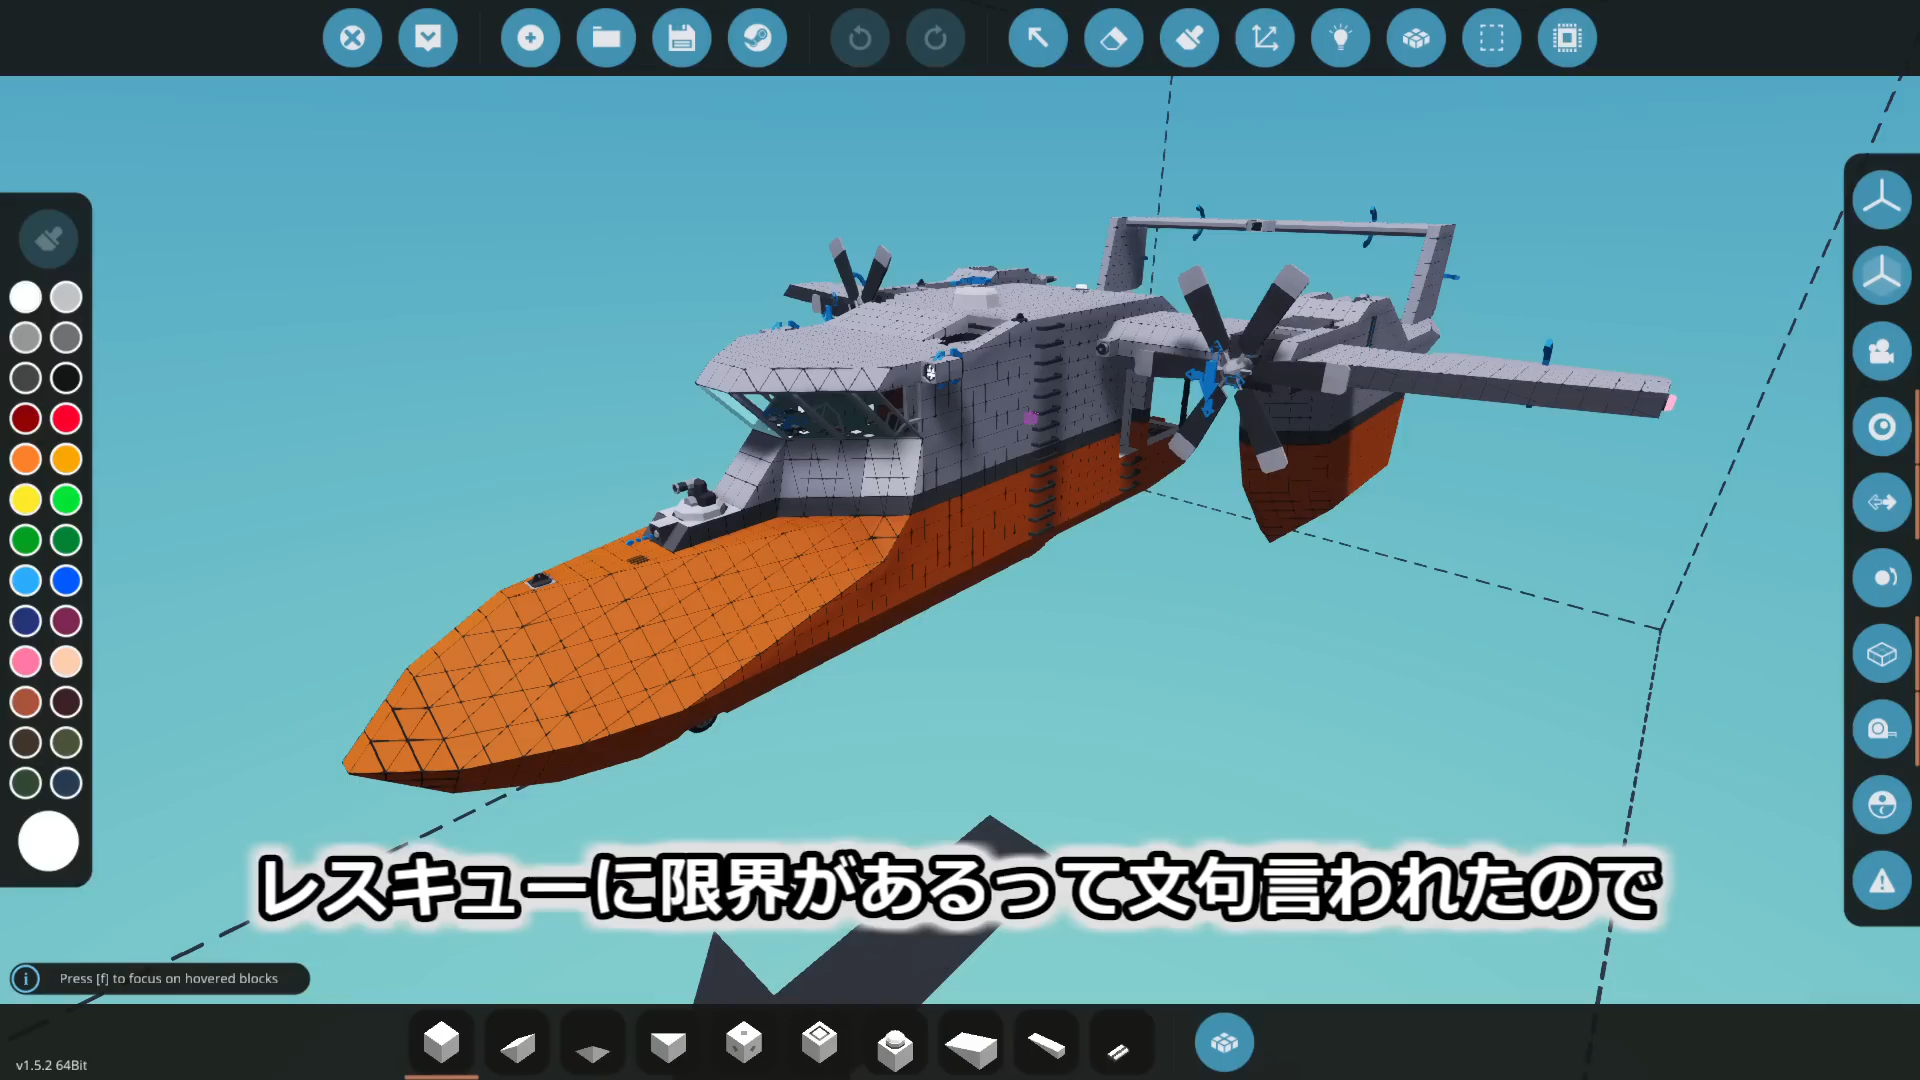 レスキューに限界があるって文句言われたので
Press [f] to focus on hovered blocks
v1.5.2 64Bit